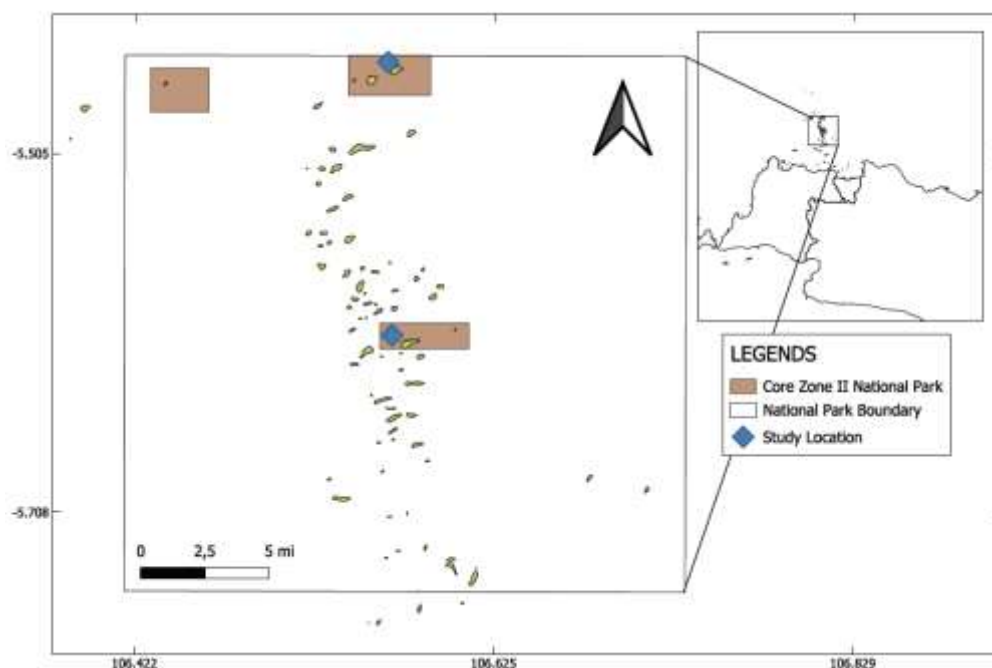 -5.505
-5.708
0 2,5 5 mi
106.422 106.625 106.829
LEGENDS
Core Zone II National Park
National Park Boundary
Study Location